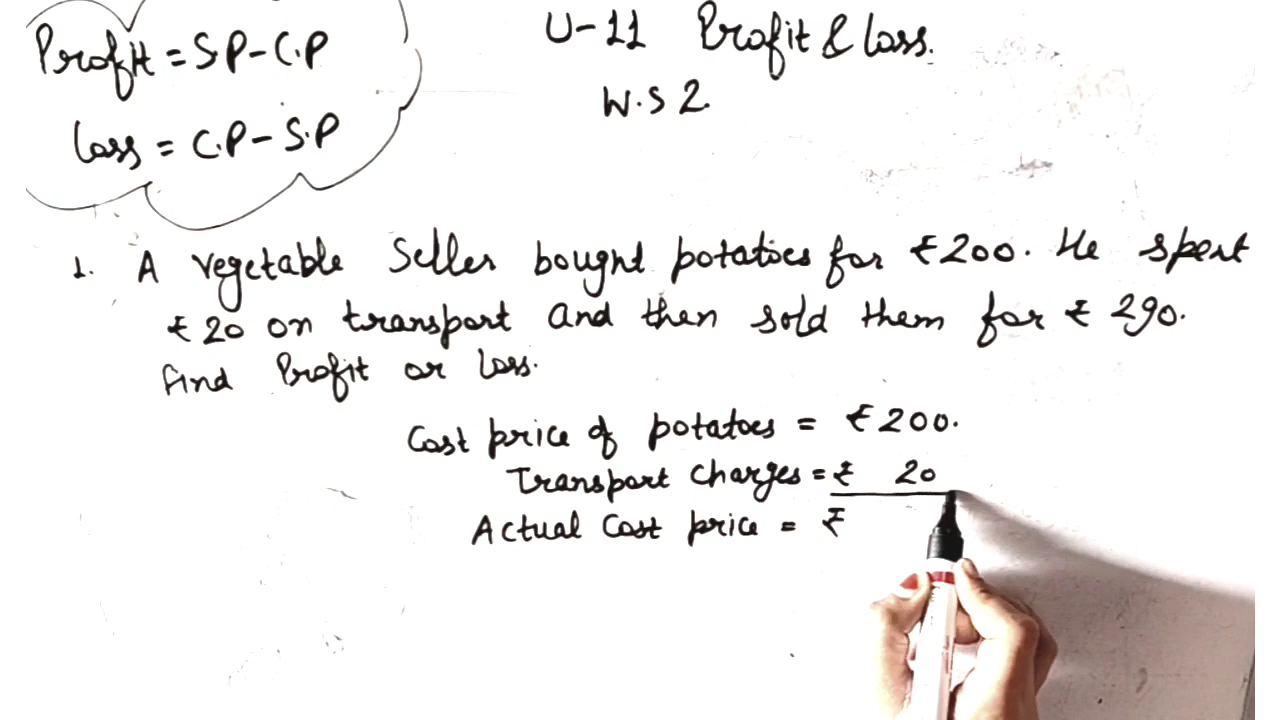 Profit = S.P - C.P
Loss = C.P - S.P
U-11 Profit & Loss.
W.S 2.
1. A vegetable seller bought potatoes for ₹200. He spent
₹20 on transport and then sold them for ₹ 290.
Find Profit or Loss.
Cost price of potatoes = ₹200.
Transport Charges = ₹ 20
Actual Cost price = ₹